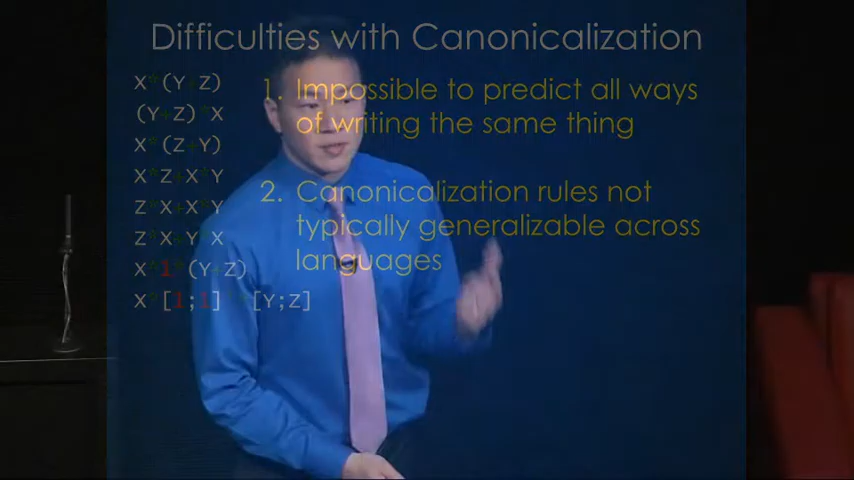 Difficulties with Canonicalization
X*(Y+Z)
(Y+Z)*X
X*(Z+Y)
X*Z+X*Y
Z*X+X*Y
Z*X+Y*X
X*1*(Y+Z)
X*[1;1]'*[Y;Z]
1. Impossible to predict all ways
of writing the same thing
2. Canonicalization rules not
typically generalizable across
languages